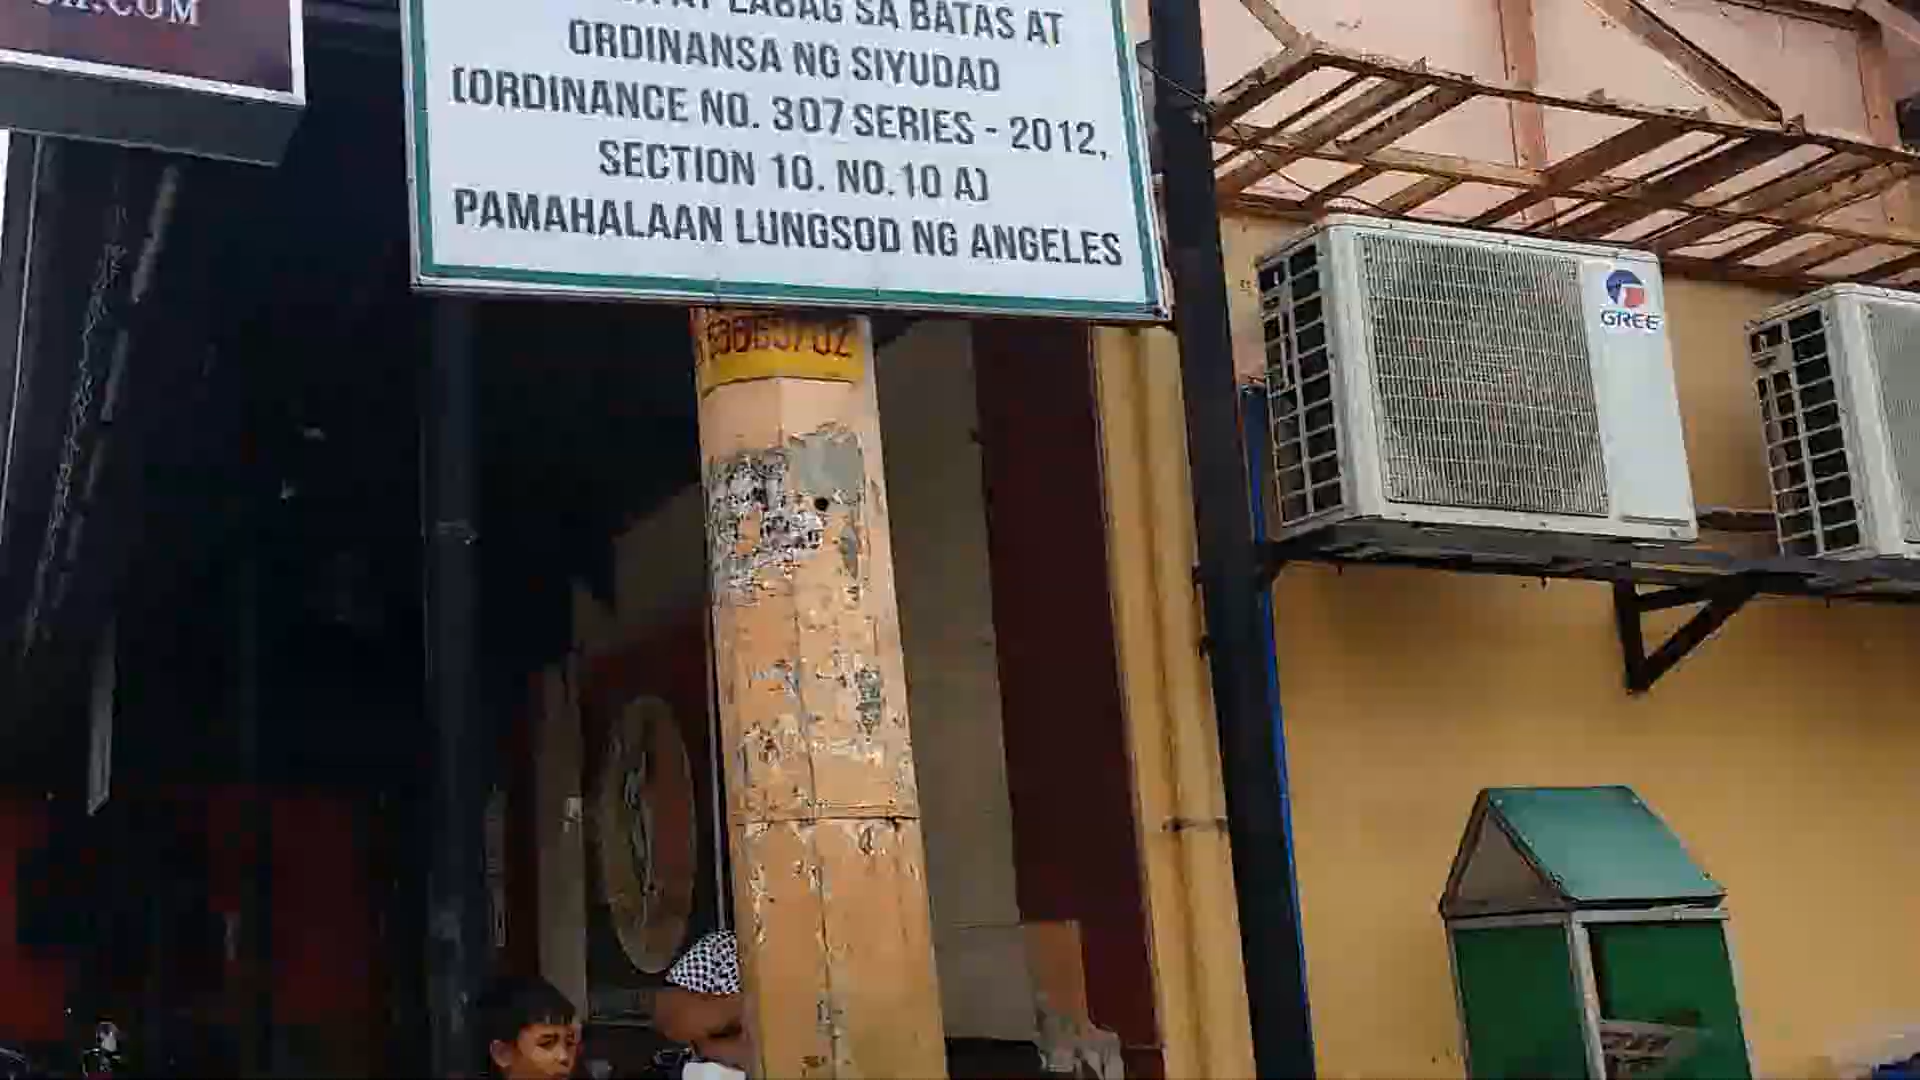 .COM
LABAG SA BATAS AT
ORDINANSA NG SIYUDAD
(ORDINANCE NO. 307 SERIES - 2012,
SECTION 10. NO.10 A)
PAMAHALAAN LUNGSOD NG ANGELES
GREE